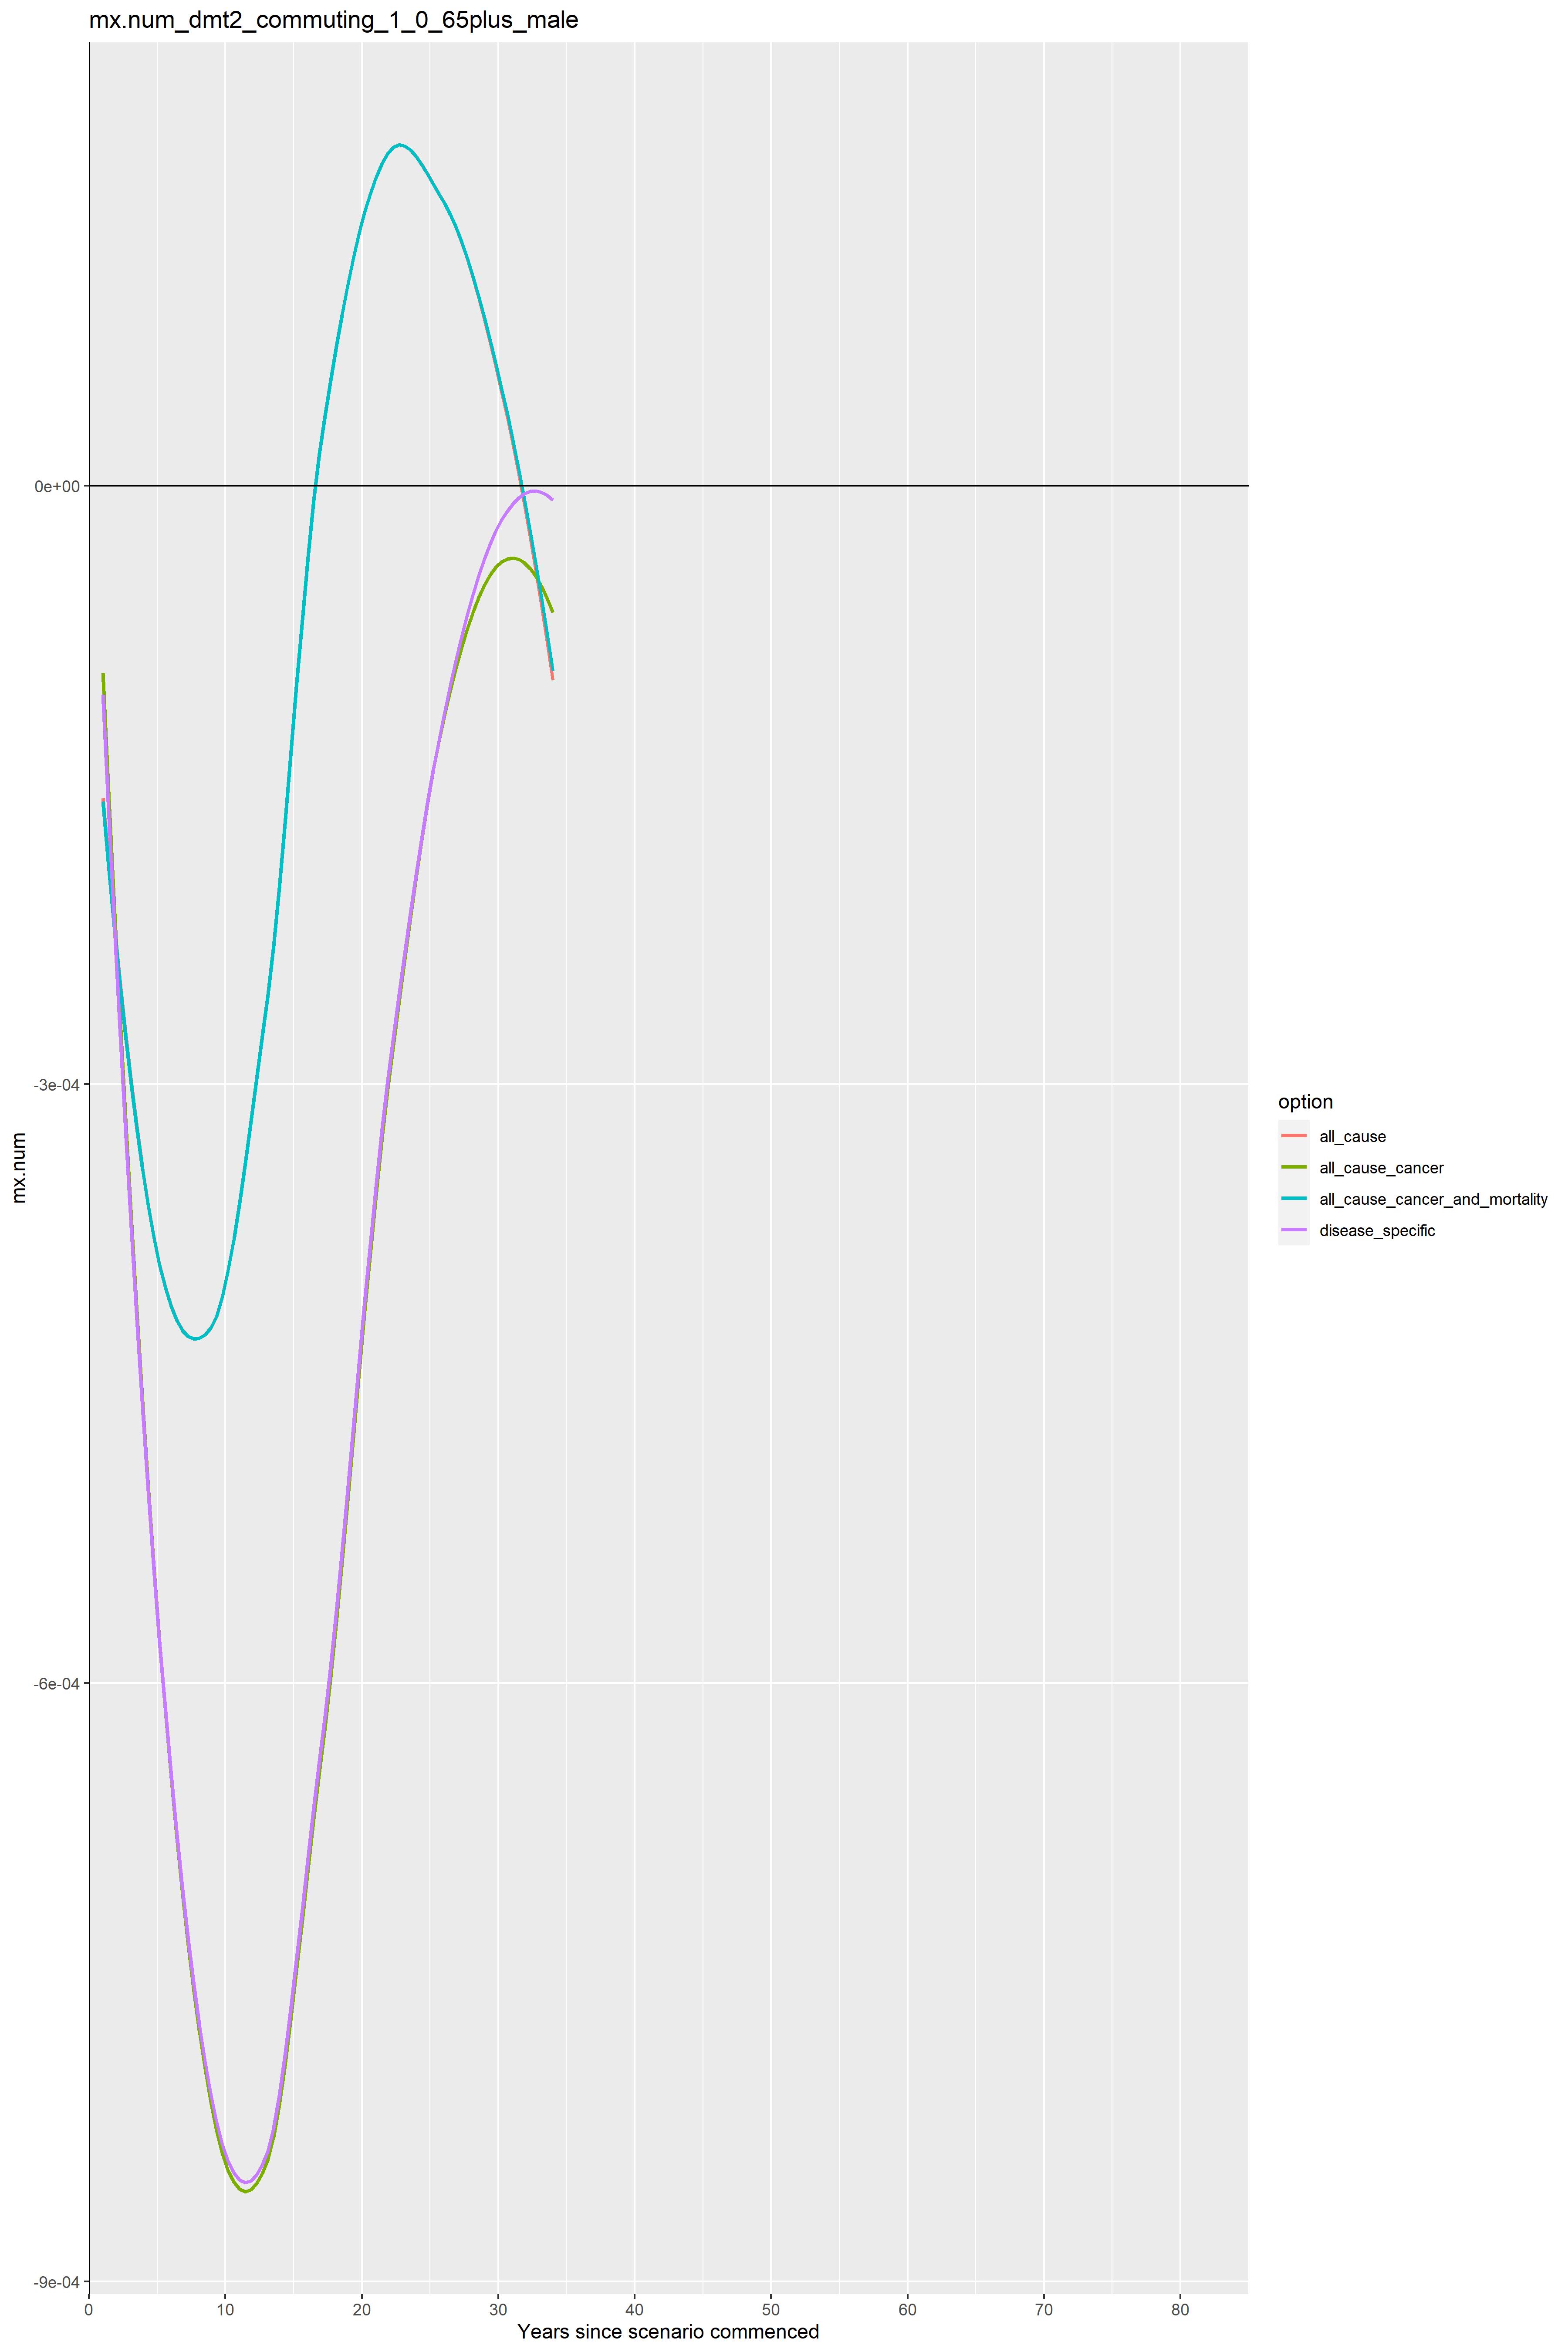 mx.num_dmt2_commuting_1_0_65plus_male
0e+00
-3e-04
-6e-04
-9e-04
mx.num
0 10 20 30 40 50 60 70 80
Years since scenario commenced
option
all_cause
all_cause_cancer
all_cause_cancer_and_mortality
disease_specific